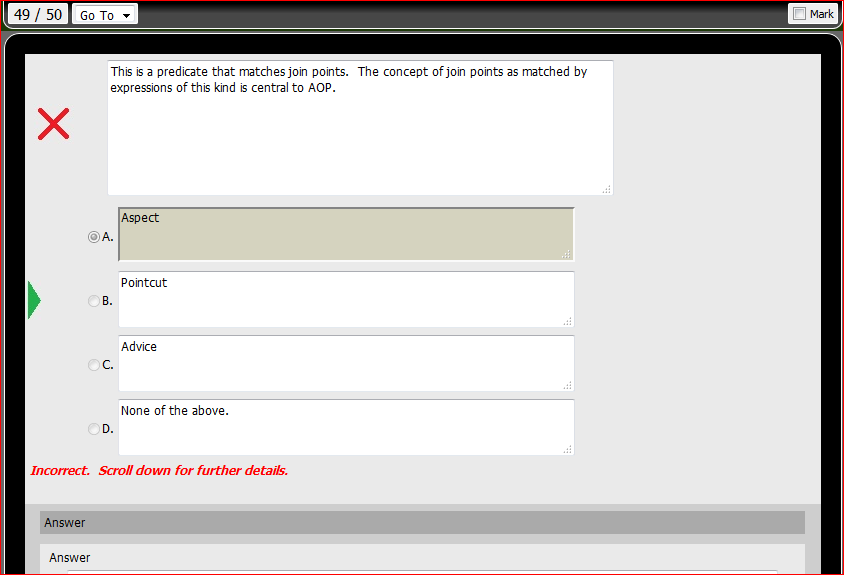 49 / 50 Go To Mark
This is a predicate that matches join points.  The concept of join points as matched by
expressions of this kind is central to AOP.
A. Aspect
B. Pointcut
C. Advice
D. None of the above.
Incorrect.  Scroll down for further details.
Answer
Answer